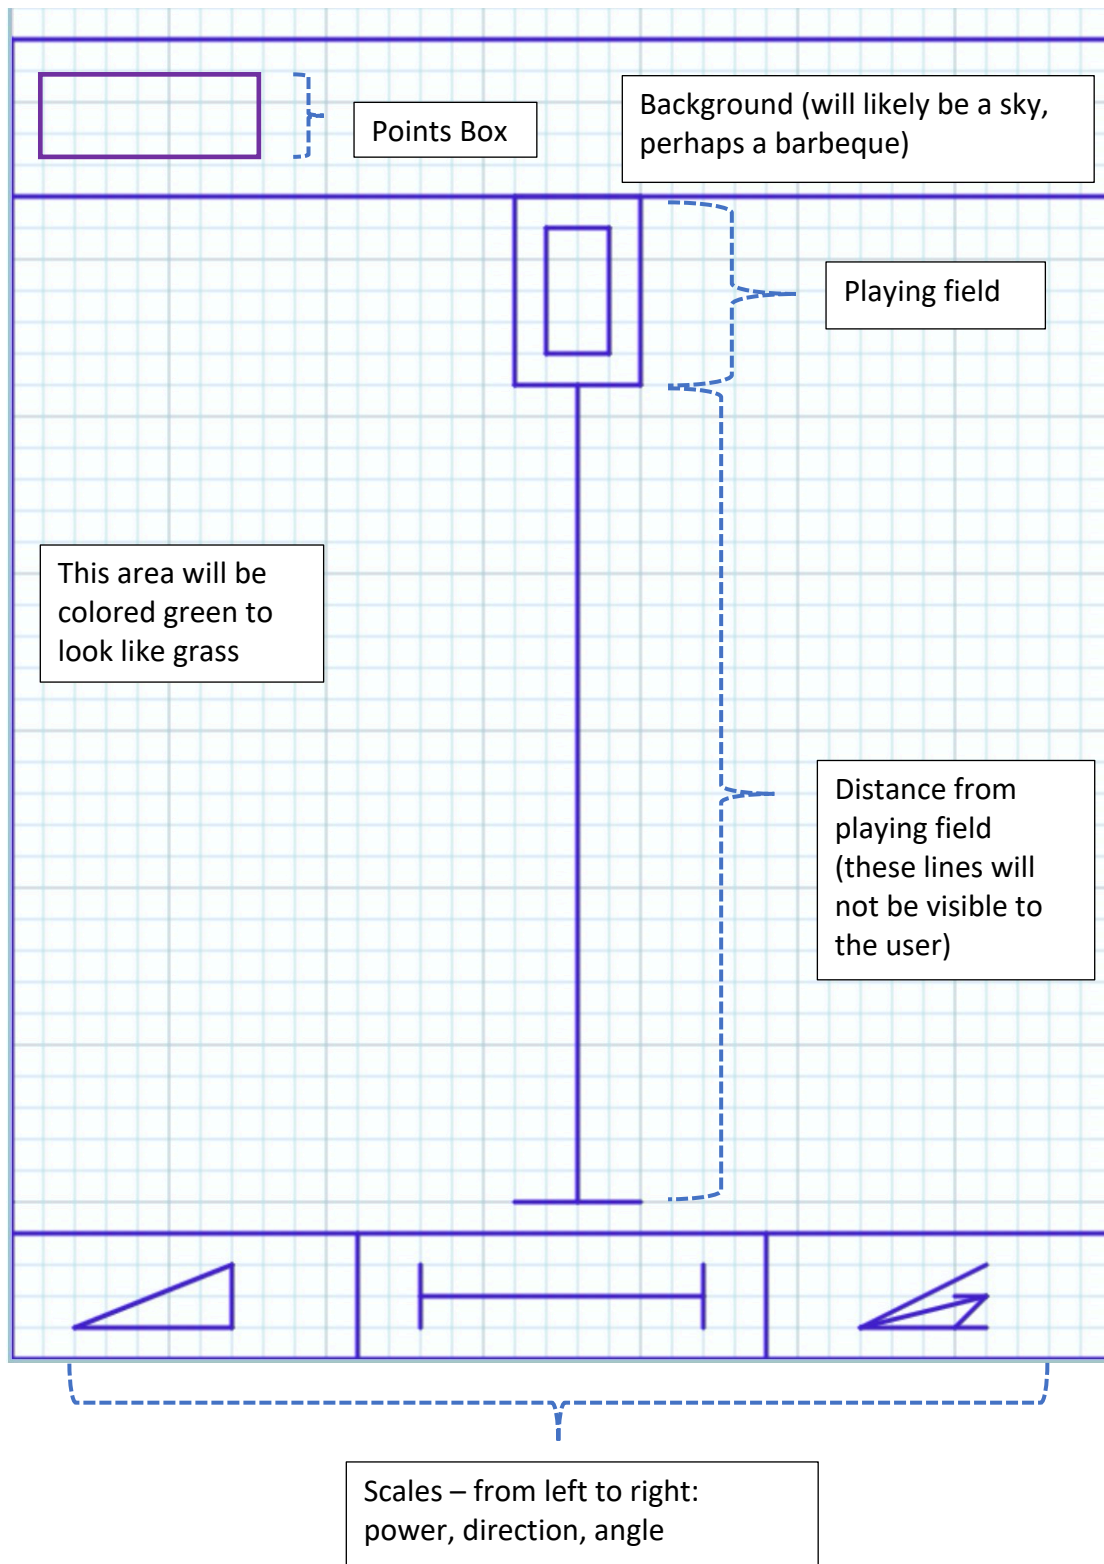 Points Box
Background (will likely be a sky,
perhaps a barbeque)
Playing field
This area will be
colored green to
look like grass
Distance from
playing field
(these lines will
not be visible to
the user)
Scales – from left to right:
power, direction, angle